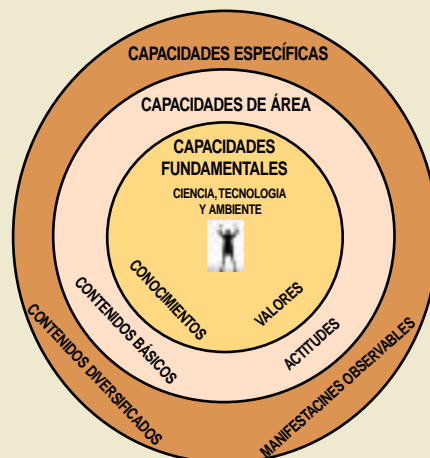 CAPACIDADES ESPECÍFICAS
CAPACIDADES DE ÁREA
CAPACIDADES
FUNDAMENTALES
CIENCIA, TECNOLOGIA
Y AMBIENTE
CONOCIMIENTOS
VALORES
CONTENIDOS BÁSICOS
ACTITUDES
CONTENIDOS DIVERSIFICADOS
MANIFESTACINES OBSERVABLES